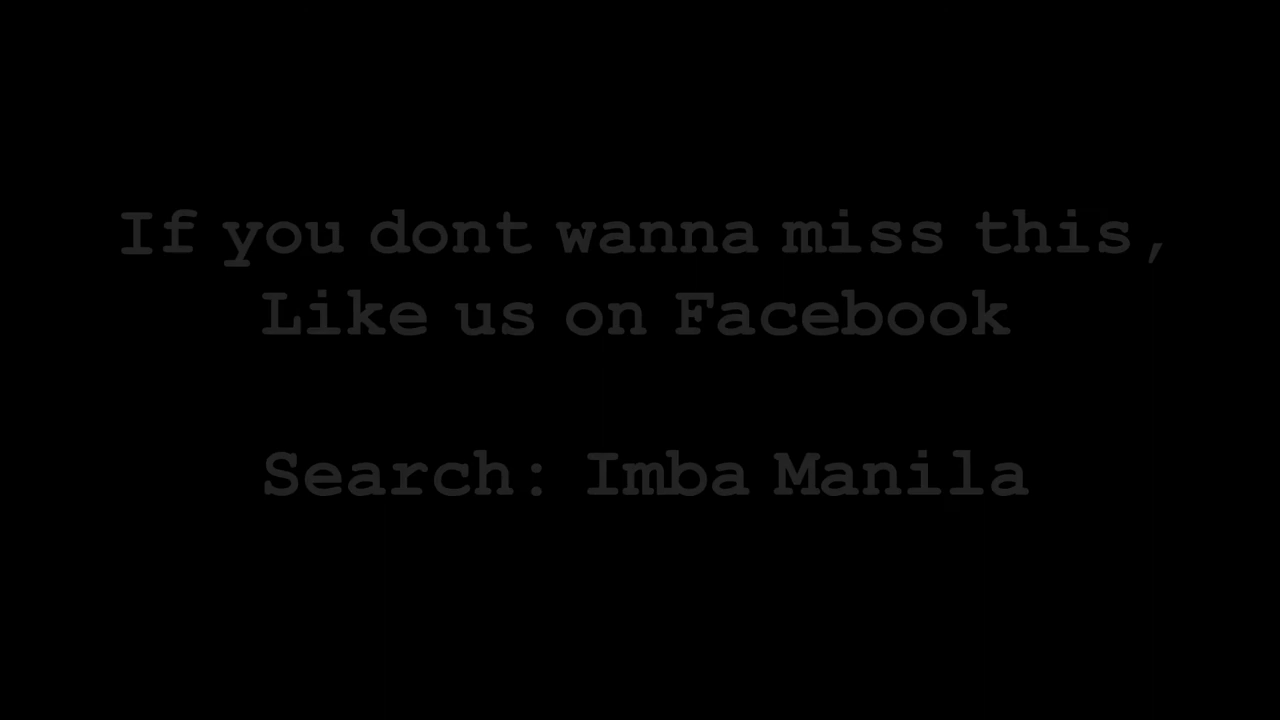 If you dont wanna miss this,
Like us on Facebook
Search: Imba Manila